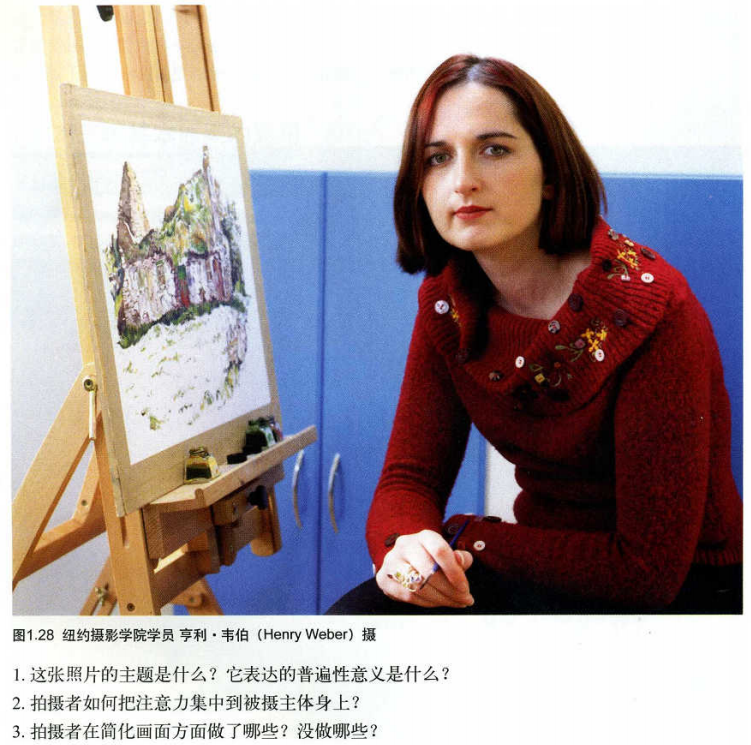 图1.28 纽约摄影学院学员 亨利·韦伯（Henry Weber）摄
1. 这张照片的主题是什么？它表达的普遍性意义是什么？
2. 拍摄者如何把注意力集中到被摄主体身上？
3. 拍摄者在简化画面方面做了哪些？没做哪些？